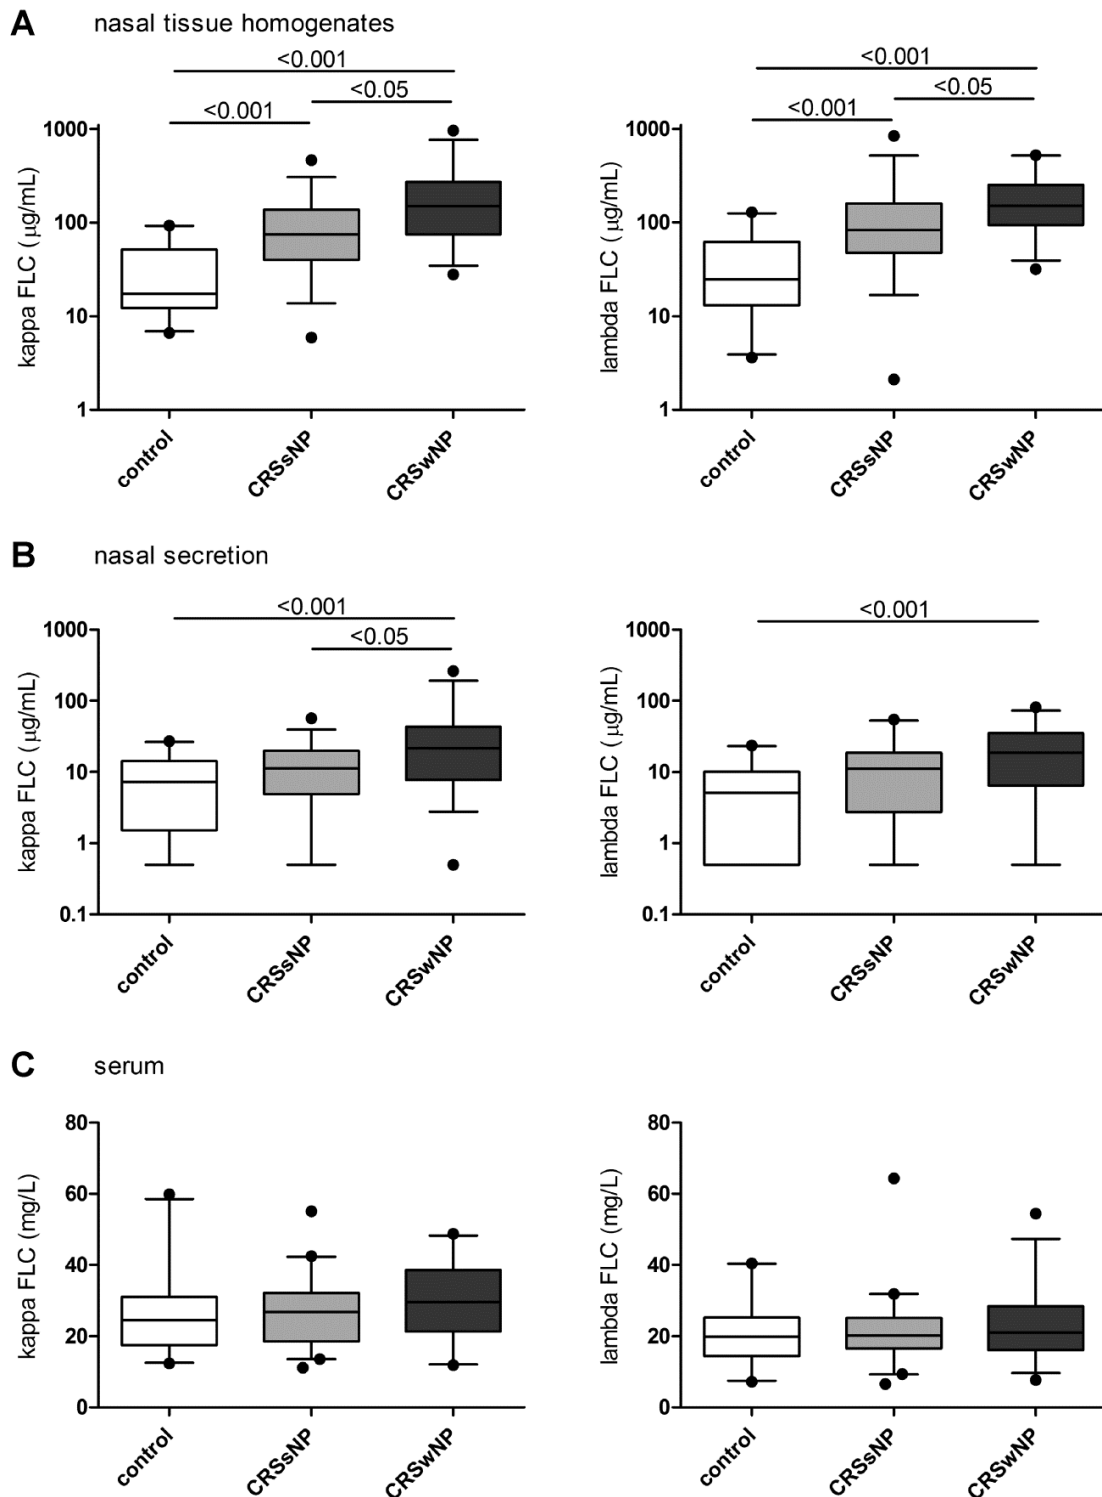 A nasal tissue homogenates
<0.001
<0.05
<0.001
kappa FLC (µg/mL)
1000
100
10
1
control
CRSsNP
CRSwNP
<0.001
<0.05
<0.001
lambda FLC (µg/mL)
1000
100
10
1
control
CRSsNP
CRSwNP
B nasal secretion
<0.001
<0.05
kappa FLC (µg/mL)
1000
100
10
1
0.1
control
CRSsNP
CRSwNP
<0.001
lambda FLC (µg/mL)
1000
100
10
1
0.1
control
CRSsNP
CRSwNP
C serum
kappa FLC (mg/L)
80
60
40
20
0
control
CRSsNP
CRSwNP
lambda FLC (mg/L)
80
60
40
20
0
control
CRSsNP
CRSwNP